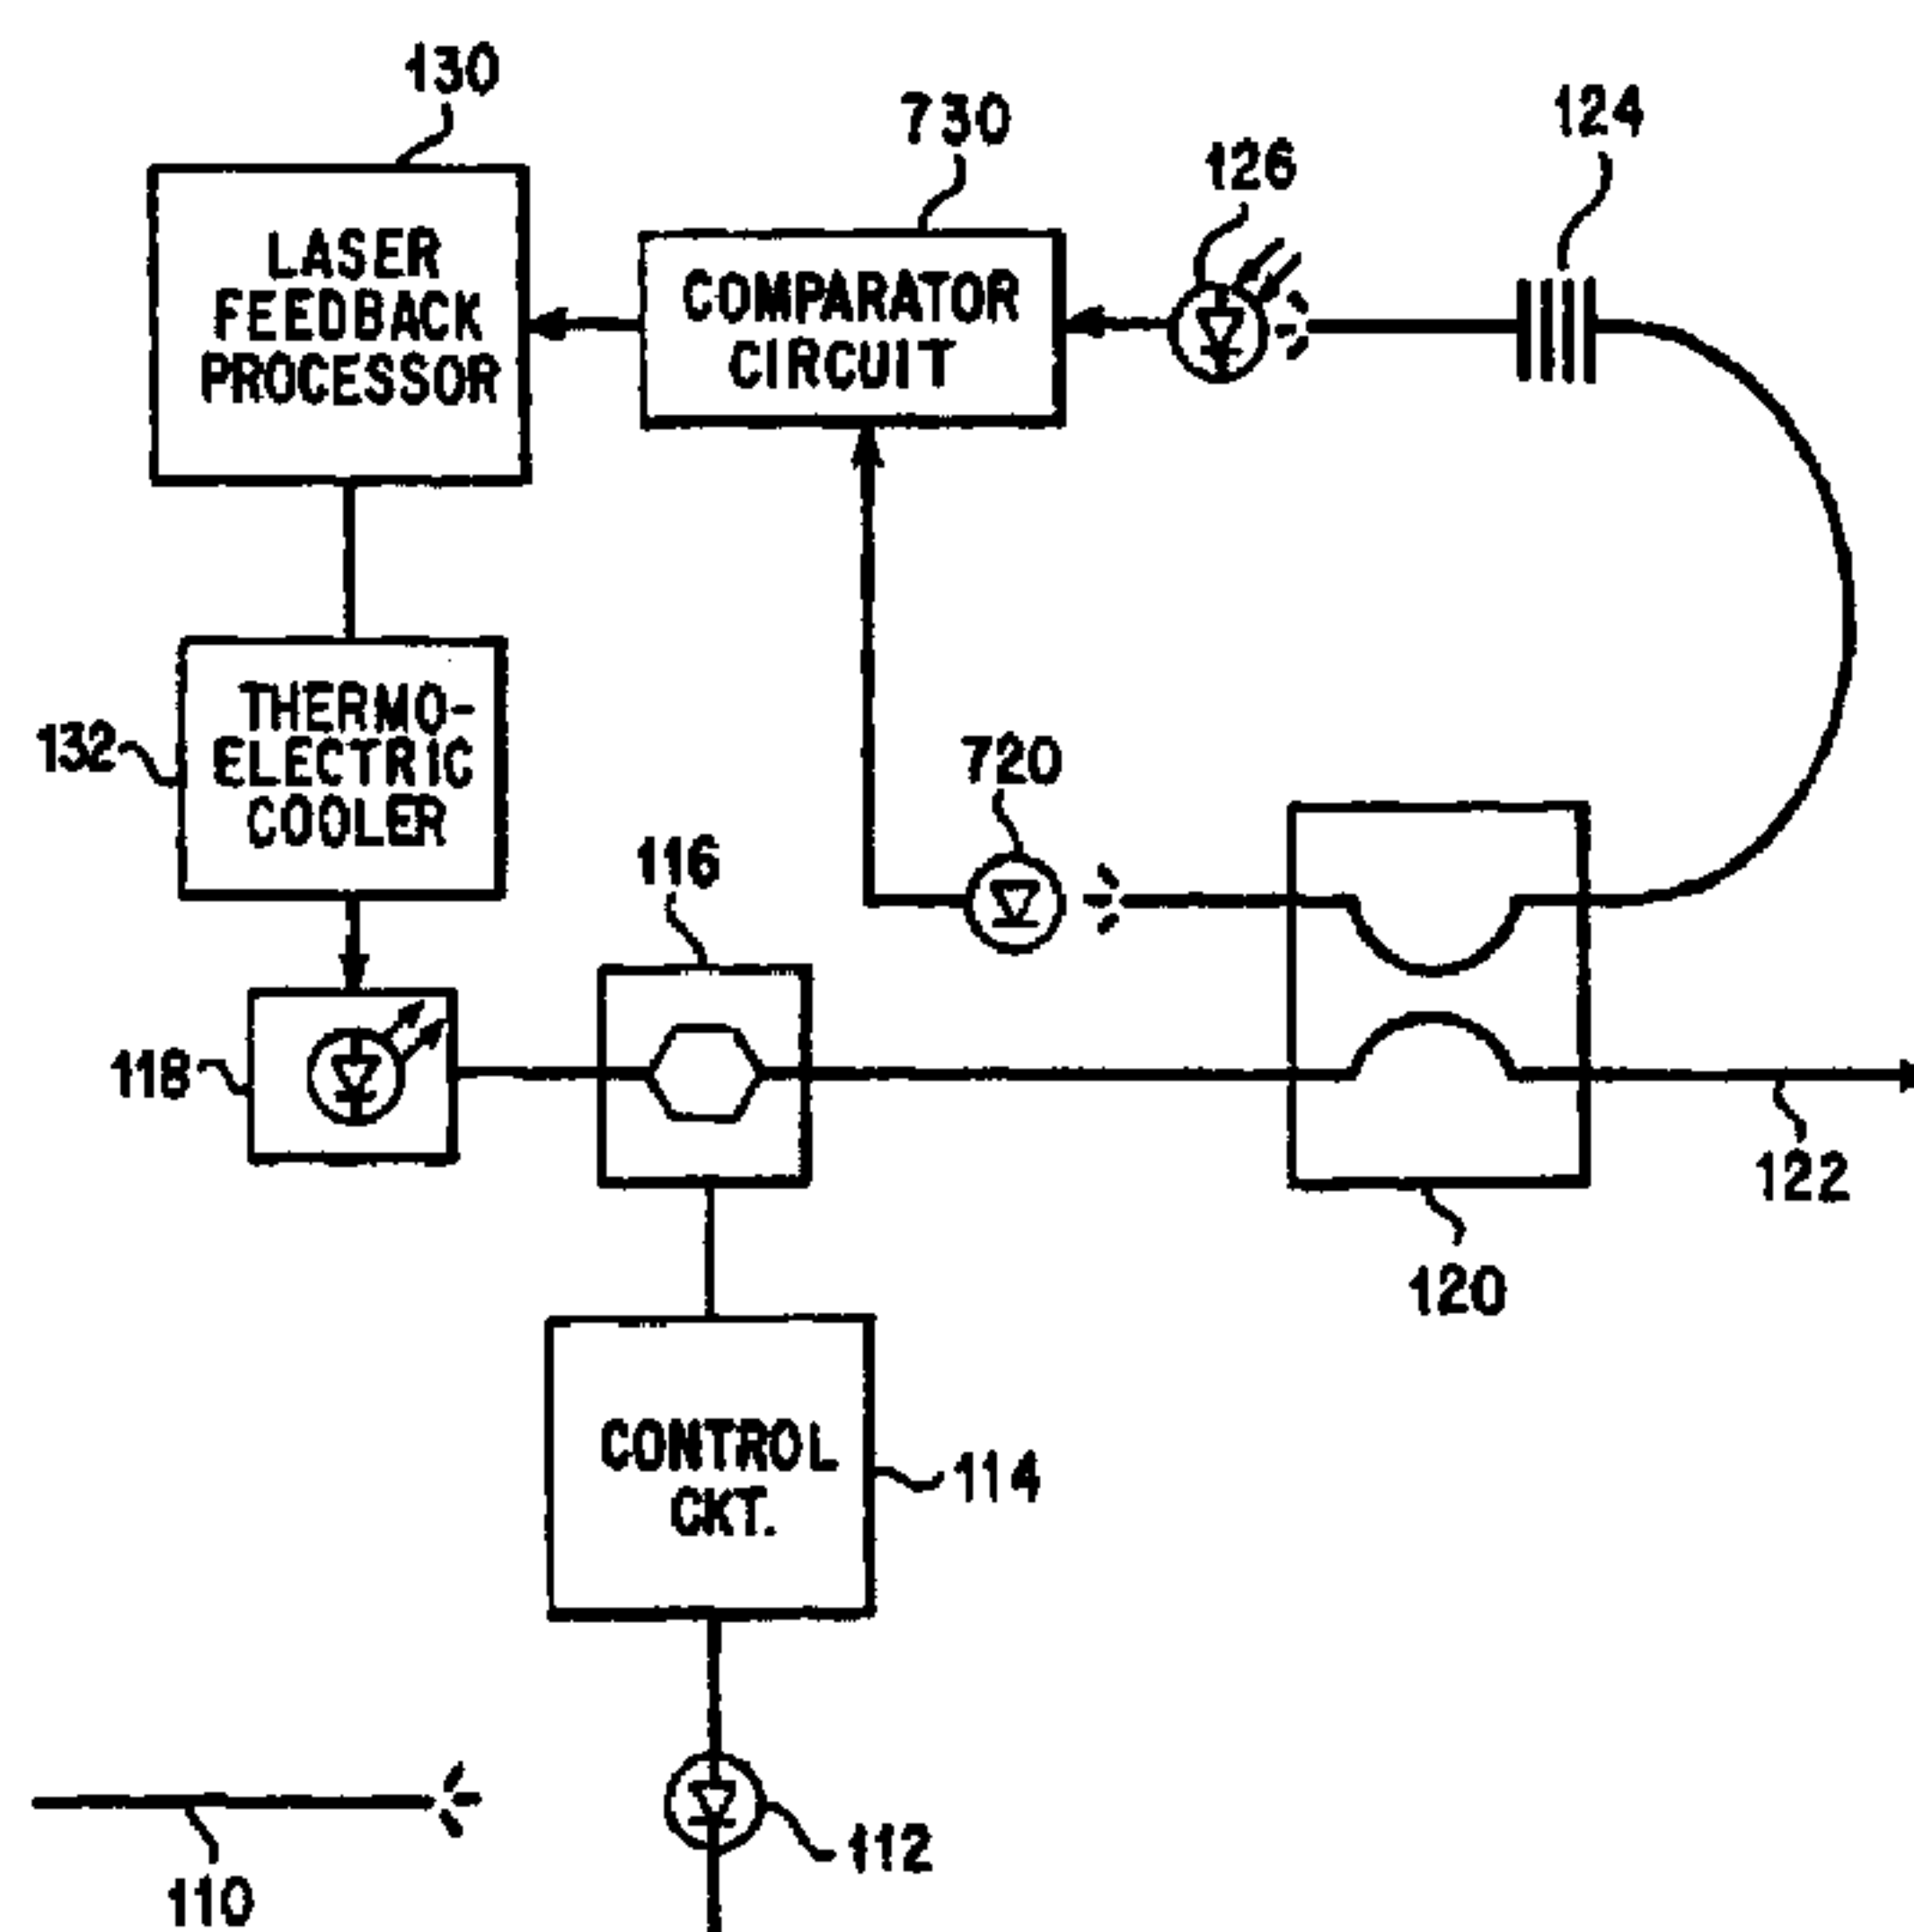 130
730
124
126
LASER
FEEDBACK
PROCESSOR
COMPARATOR
CIRCUIT
THERMO-
ELECTRIC
COOLER
132
720
116
118
122
120
CONTROL
CKT.
114
112
110